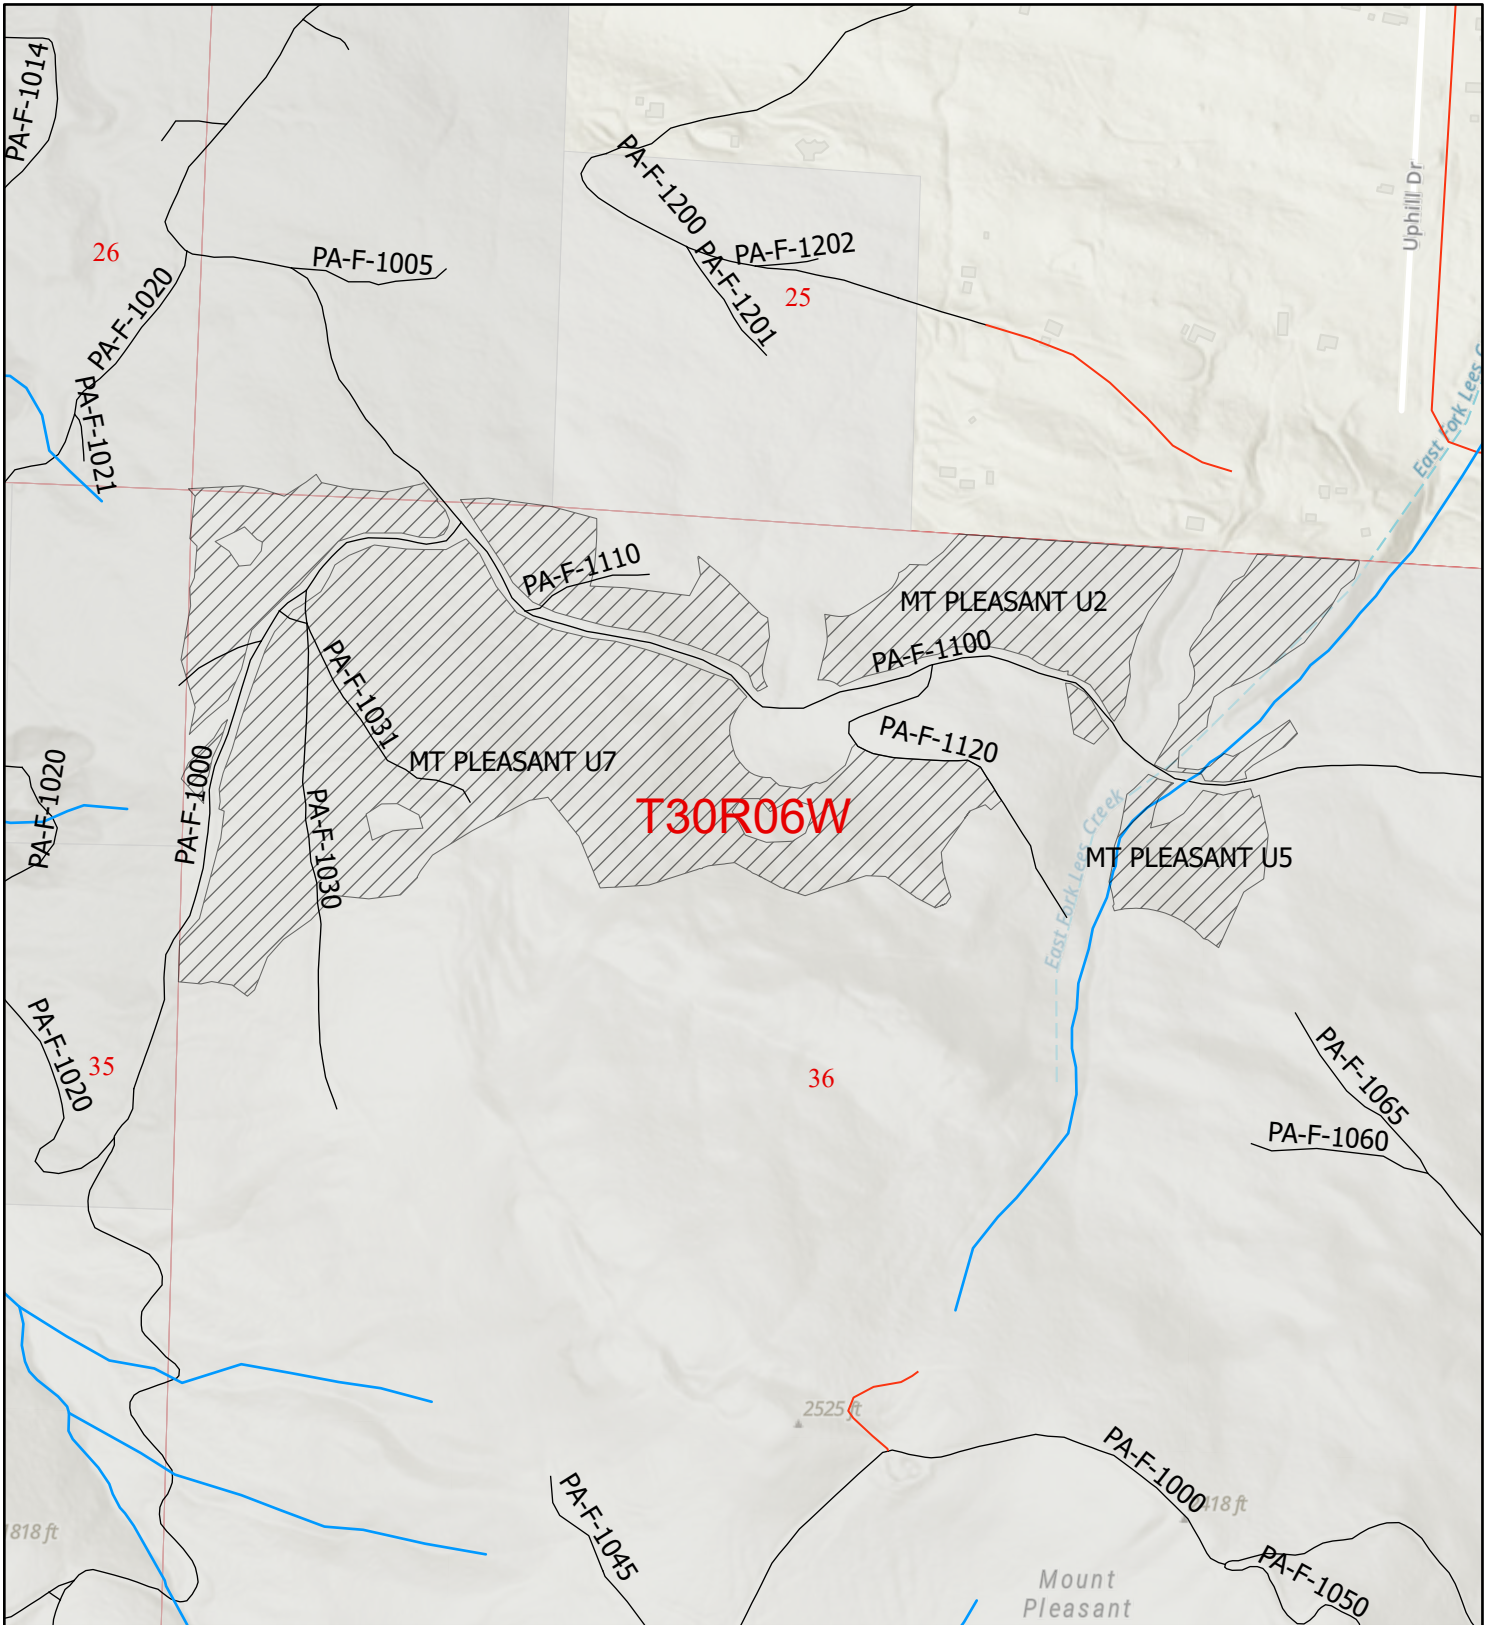 PA-F-1014
Uphill Dr
PA-F-1200
26
PA-F-1005
PA-F-1202
PA-F-1201
25
PA-F-1020
PA-F-1021
East Fork Lees C
PA-F-1110
MT PLEASANT U2
PA-F-1100
PA-F-1031
PA-F-1120
MT PLEASANT U7
PA-F-1000
PA-F-1020
T30R06W
PA-F-1030
East Fork Lees Creek
MT PLEASANT U5
PA-F-1020
35
36
PA-F-1065
PA-F-1060
2525 ft
PA-F-1000
418 ft
PA-F-1045
1818 ft
PA-F-1050
Mount
Pleasant